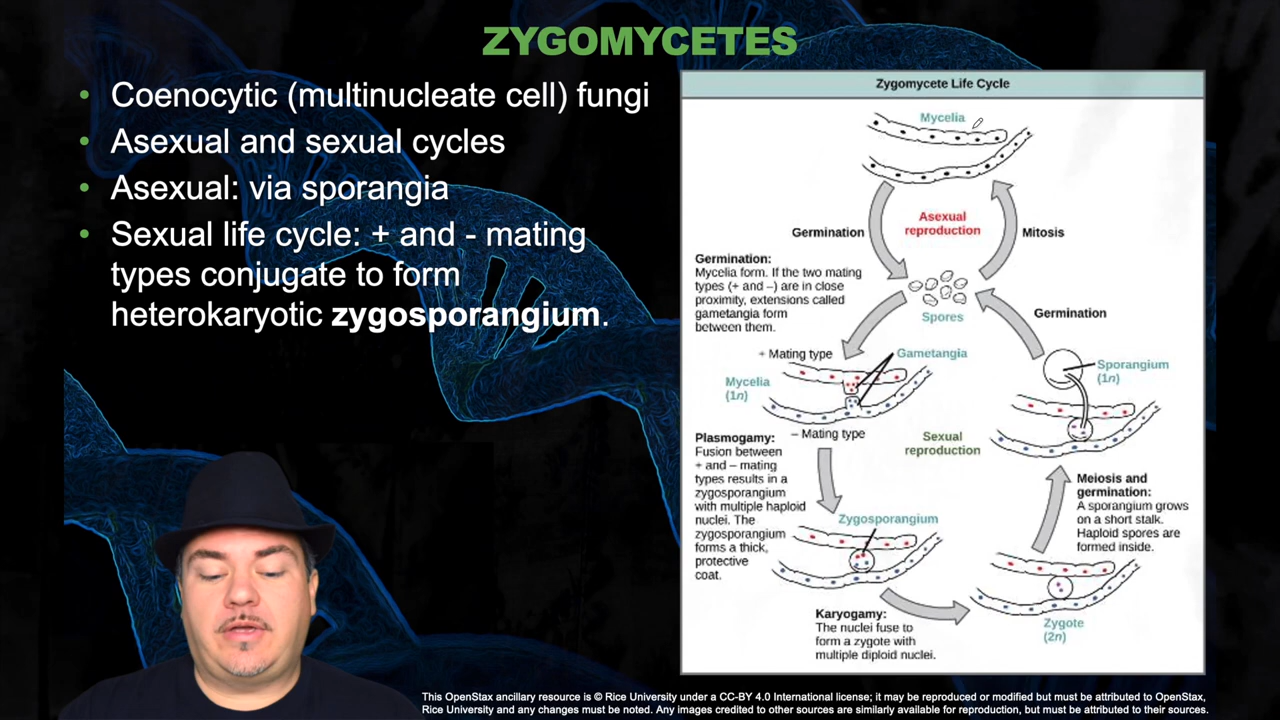 ZYGOMYCETES
• Coenocytic (multinucleate cell) fungi
• Asexual and sexual cycles
• Asexual: via sporangia
• Sexual life cycle: + and - mating
types conjugate to form
heterokaryotic zygosporangium.
Zygomycete Life Cycle
Mycelia
Asexual
reproduction
Germination
Mitosis
Germination:
Mycelia form. If the two mating
types (+ and –) are in close
proximity, extensions called
gametangia form
between them.
Spores
Germination
+ Mating type
Gametangia
Mycelia
(1n)
Sporangium
(1n)
– Mating type
Sexual
reproduction
Plasmogamy:
Fusion between
+ and – mating
types results in a
zygosporangium
with multiple haploid
nuclei. The
zygosporangium
forms a thick,
protective
coat.
Zygosporangium
Meiosis and
germination:
A sporangium grows
on a short stalk.
Haploid spores are
formed inside.
Karyogamy:
The nuclei fuse to
form a zygote with
multiple diploid nuclei.
Zygote
(2n)
This OpenStax ancillary resource is © Rice University under a CC-BY 4.0 International license; it may be reproduced or modified but must be attributed to OpenStax,
Rice University and any changes must be noted. Any images credited to other sources are similarly available for reproduction, but must be attributed to their sources.